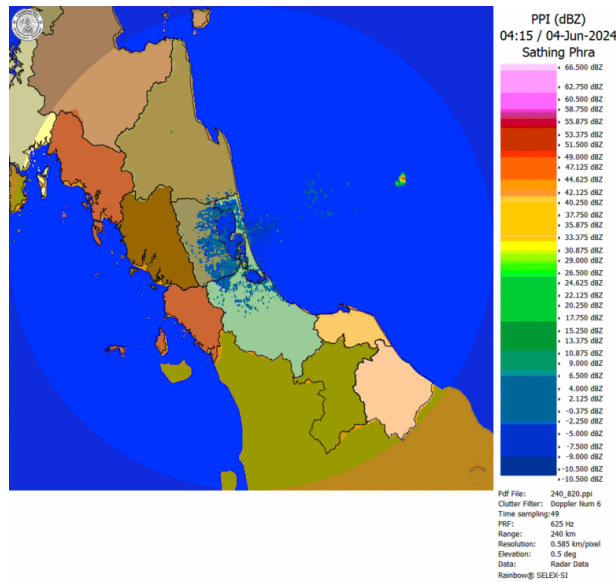 PPI (dBZ)
04:15 / 04-Jun-2024
Sathing Phra
66.500 dBZ
62.750 dBZ
60.500 dBZ
58.750 dBZ
55.875 dBZ
53.375 dBZ
51.500 dBZ
49.000 dBZ
47.125 dBZ
44.625 dBZ
42.125 dBZ
40.250 dBZ
37.750 dBZ
35.875 dBZ
33.375 dBZ
30.875 dBZ
29.000 dBZ
26.500 dBZ
24.625 dBZ
22.125 dBZ
20.250 dBZ
17.750 dBZ
15.250 dBZ
13.375 dBZ
10.875 dBZ
9.000 dBZ
6.500 dBZ
4.000 dBZ
2.125 dBZ
-0.375 dBZ
-2.250 dBZ
-5.000 dBZ
-7.500 dBZ
-9.000 dBZ
-10.500 dBZ
-10.500 dBZ
Pdf File: 240_820.ppi
Clutter Filter: Doppler Num 6
Time sampling:49
PRF: 625 Hz
Range: 240 km
Resolution: 0.585 km/pixel
Elevation: 0.5 deg
Data: Radar Data
Rainbow® SELEX-SI